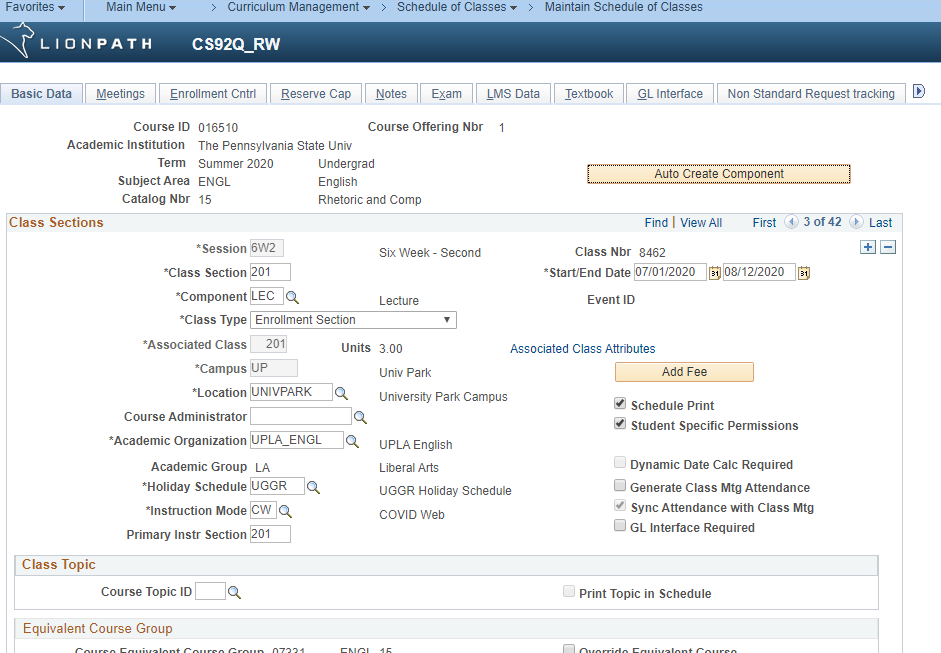 Favorites Main Menu > Curriculum Management > Schedule of Classes > Maintain Schedule of Classes
LIONPATH CS92Q_RW
Basic Data Meetings Enrollment Cntrl Reserve Cap Notes Exam LMS Data Textbook GL Interface Non Standard Request tracking
Course ID 016510 Course Offering Nbr 1
Academic Institution The Pennsylvania State Univ
Term Summer 2020 Undergrad
Auto Create Component
Subject Area ENGL English
Catalog Nbr 15 Rhetoric and Comp
Class Sections Find | View All First 3 of 42 Last
*Session 6W2 Six Week - Second Class Nbr 8462
*Class Section 201 *Start/End Date 07/01/2020 31 08/12/2020 31
*Component LEC Lecture Event ID
*Class Type Enrollment Section
*Associated Class 201 Units 3.00 Associated Class Attributes
*Campus UP Univ Park Add Fee
*Location UNIVPARK University Park Campus
Schedule Print
Course Administrator
Student Specific Permissions
*Academic Organization UPLA_ENGL UPLA English
Academic Group LA Liberal Arts Dynamic Date Calc Required
*Holiday Schedule UGGR UGGR Holiday Schedule Generate Class Mtg Attendance
*Instruction Mode CW COVID Web Sync Attendance with Class Mtg
Primary Instr Section 201 GL Interface Required
Class Topic
Course Topic ID Print Topic in Schedule
Equivalent Course Group
Course Equivalent Course Group 07331 ENGL 15 Override Equivalent Course